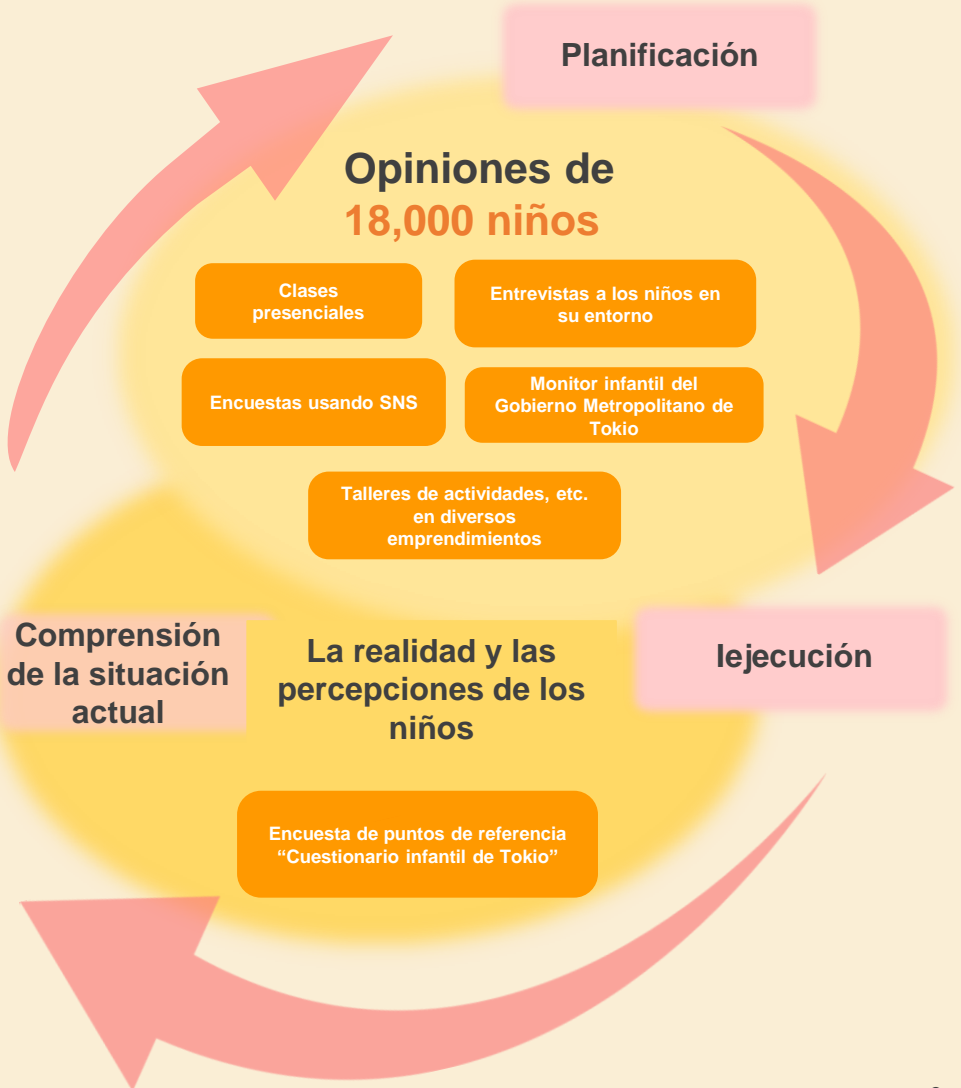 Planificación
Opiniones de
18,000 niños
Clases
presenciales
Entrevistas a los niños en
su entorno
Encuestas usando SNS
Monitor infantil del
Gobierno Metropolitano de
Tokio
Talleres de actividades, etc.
en diversos
emprendimientos
Comprensión
de la situación
actual
La realidad y las
percepciones de los
niños
Iejecución
Encuesta de puntos de referencia
“Cuestionario infantil de Tokio”